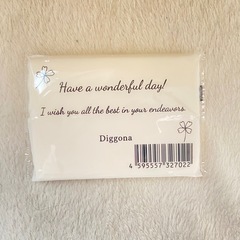 Have a wonderful day!
I wish you all the best in your endeavors.
Diggona
4 595557 327022